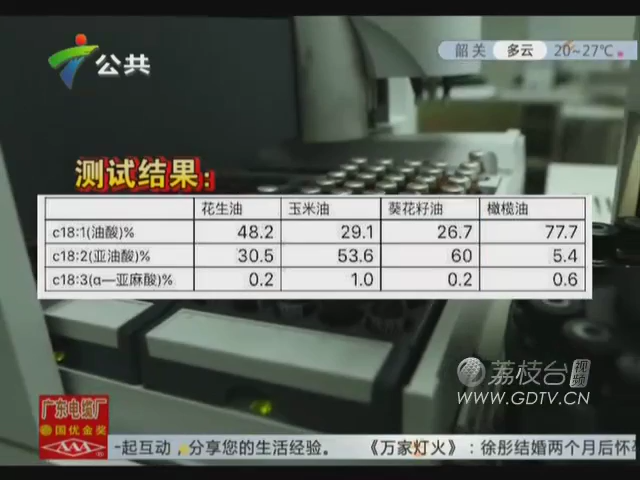 公共
韶关 多云 20~27℃
测试结果:
花生油 玉米油 葵花籽油 橄榄油
c18:1(油酸)% 48.2 29.1 26.7 77.7
c18:2(亚油酸)% 30.5 53.6 60 5.4
c18:3(α—亚麻酸)% 0.2 1.0 0.2 0.6
荔枝台 视频
WWW.GDTV.CN
广东电缆厂
国优金奖
一起互动，分享您的生活经验。 《万家灯火》：徐彤结婚两个月后怀孕